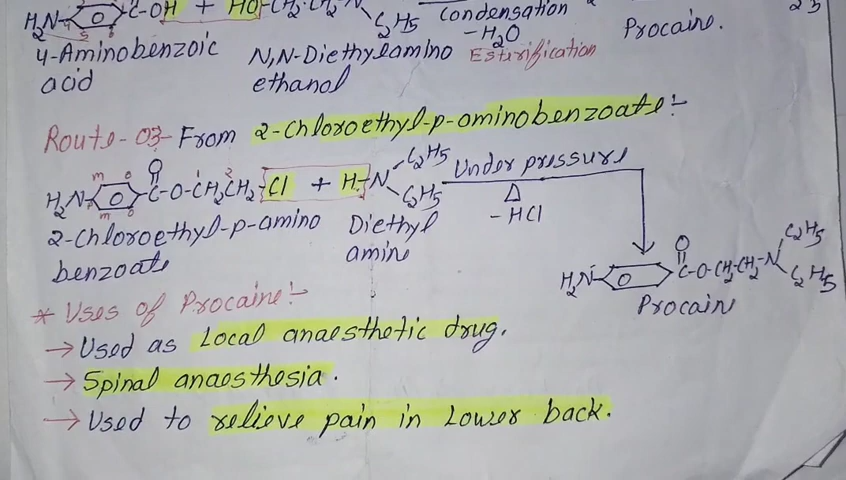 H₂N- -C-OH + HO-CH₂-CH₂-N C₂H₅ Condensation
-H₂O
4-Aminobenzoic acid
N,N-Diethylamino ethanol
Esterification
Procaine.
Route-03- From 2-Chloroethyl-p-aminobenzoate:-
H₂N- m o m o -C(=O)-O-CH₂CH₂-Cl + H-N C₂H₅ C₂H₅ Under pressure
1 2
Δ
-HCl
2-Chloroethyl-p-amino benzoate
Diethyl amine
H₂N- -C(=O)-O-CH₂-CH₂-N C₂H₅ C₂H₅
Procain
* Uses of Procaine:-
→ Used as Local anaesthetic drug.
→ Spinal anaosthesia.
→ Used to relieve pain in Lower back.